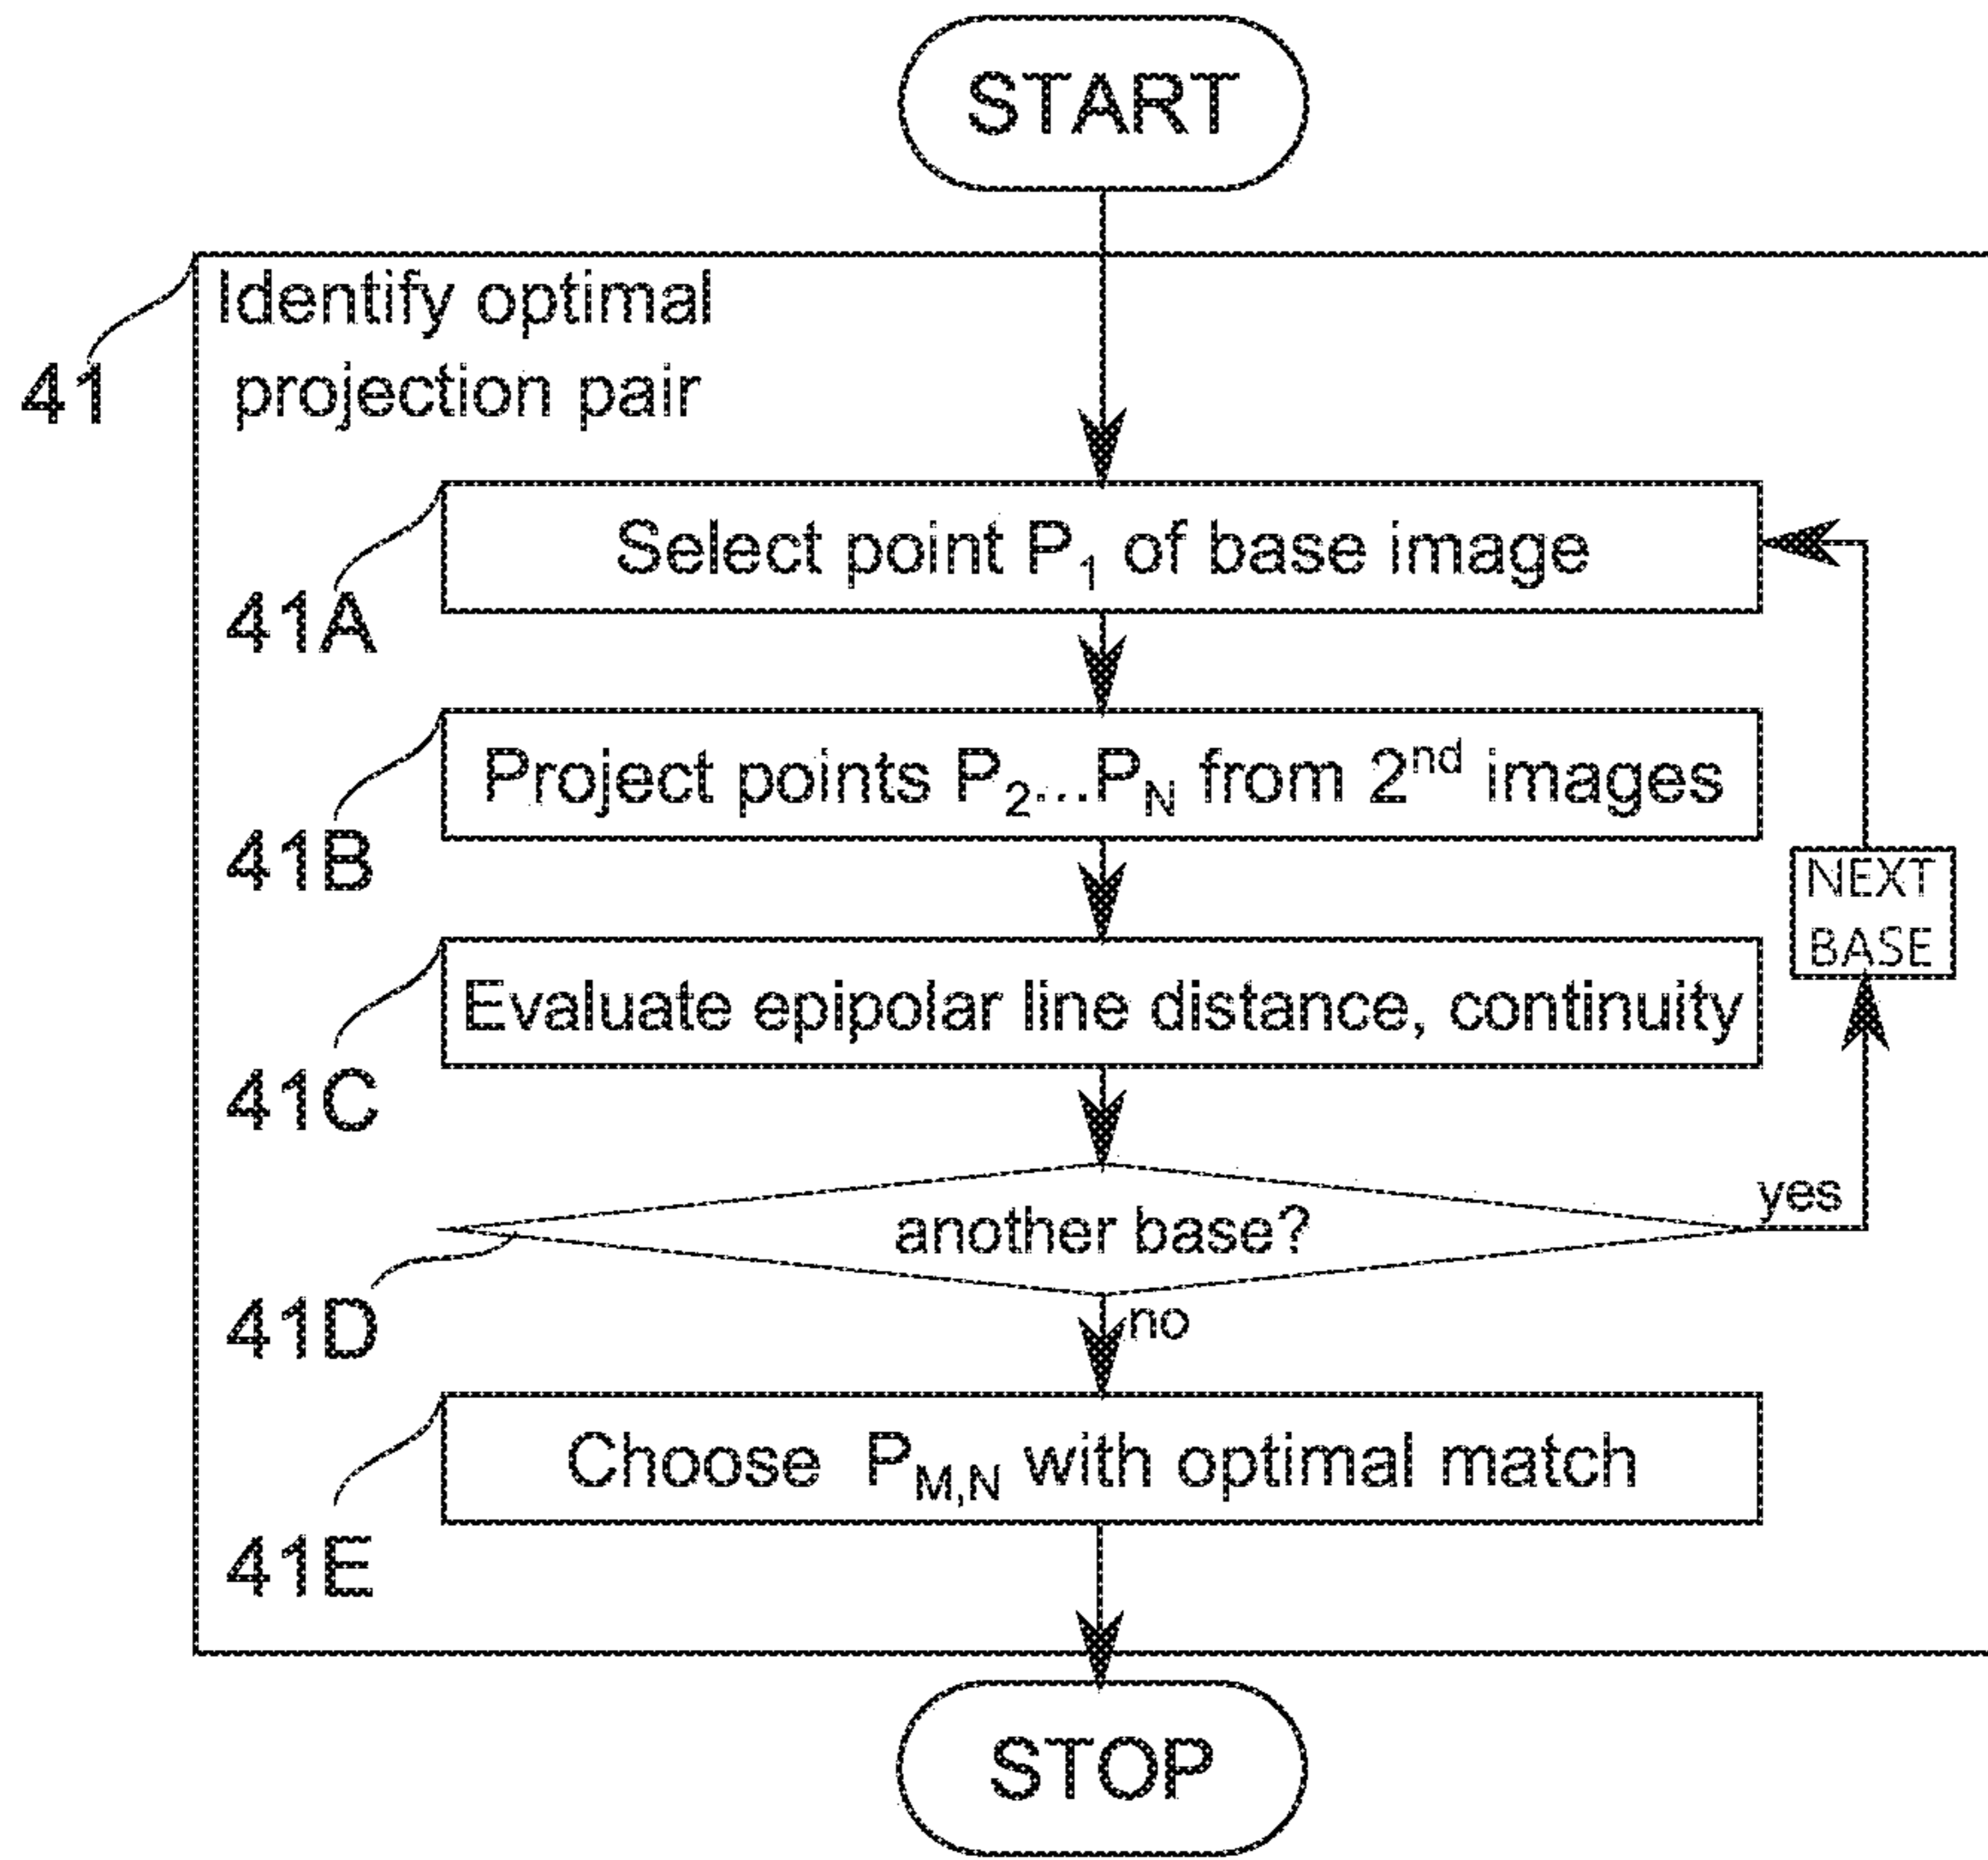 START
Identify optimal
projection pair
41
Select point P₁ of base image
41A
Project points P₂...P_N from 2ⁿᵈ images
41B
NEXT
BASE
Evaluate epipolar line distance, continuity
41C
another base?
yes
41D
no
Choose P_M,N with optimal match
41E
STOP